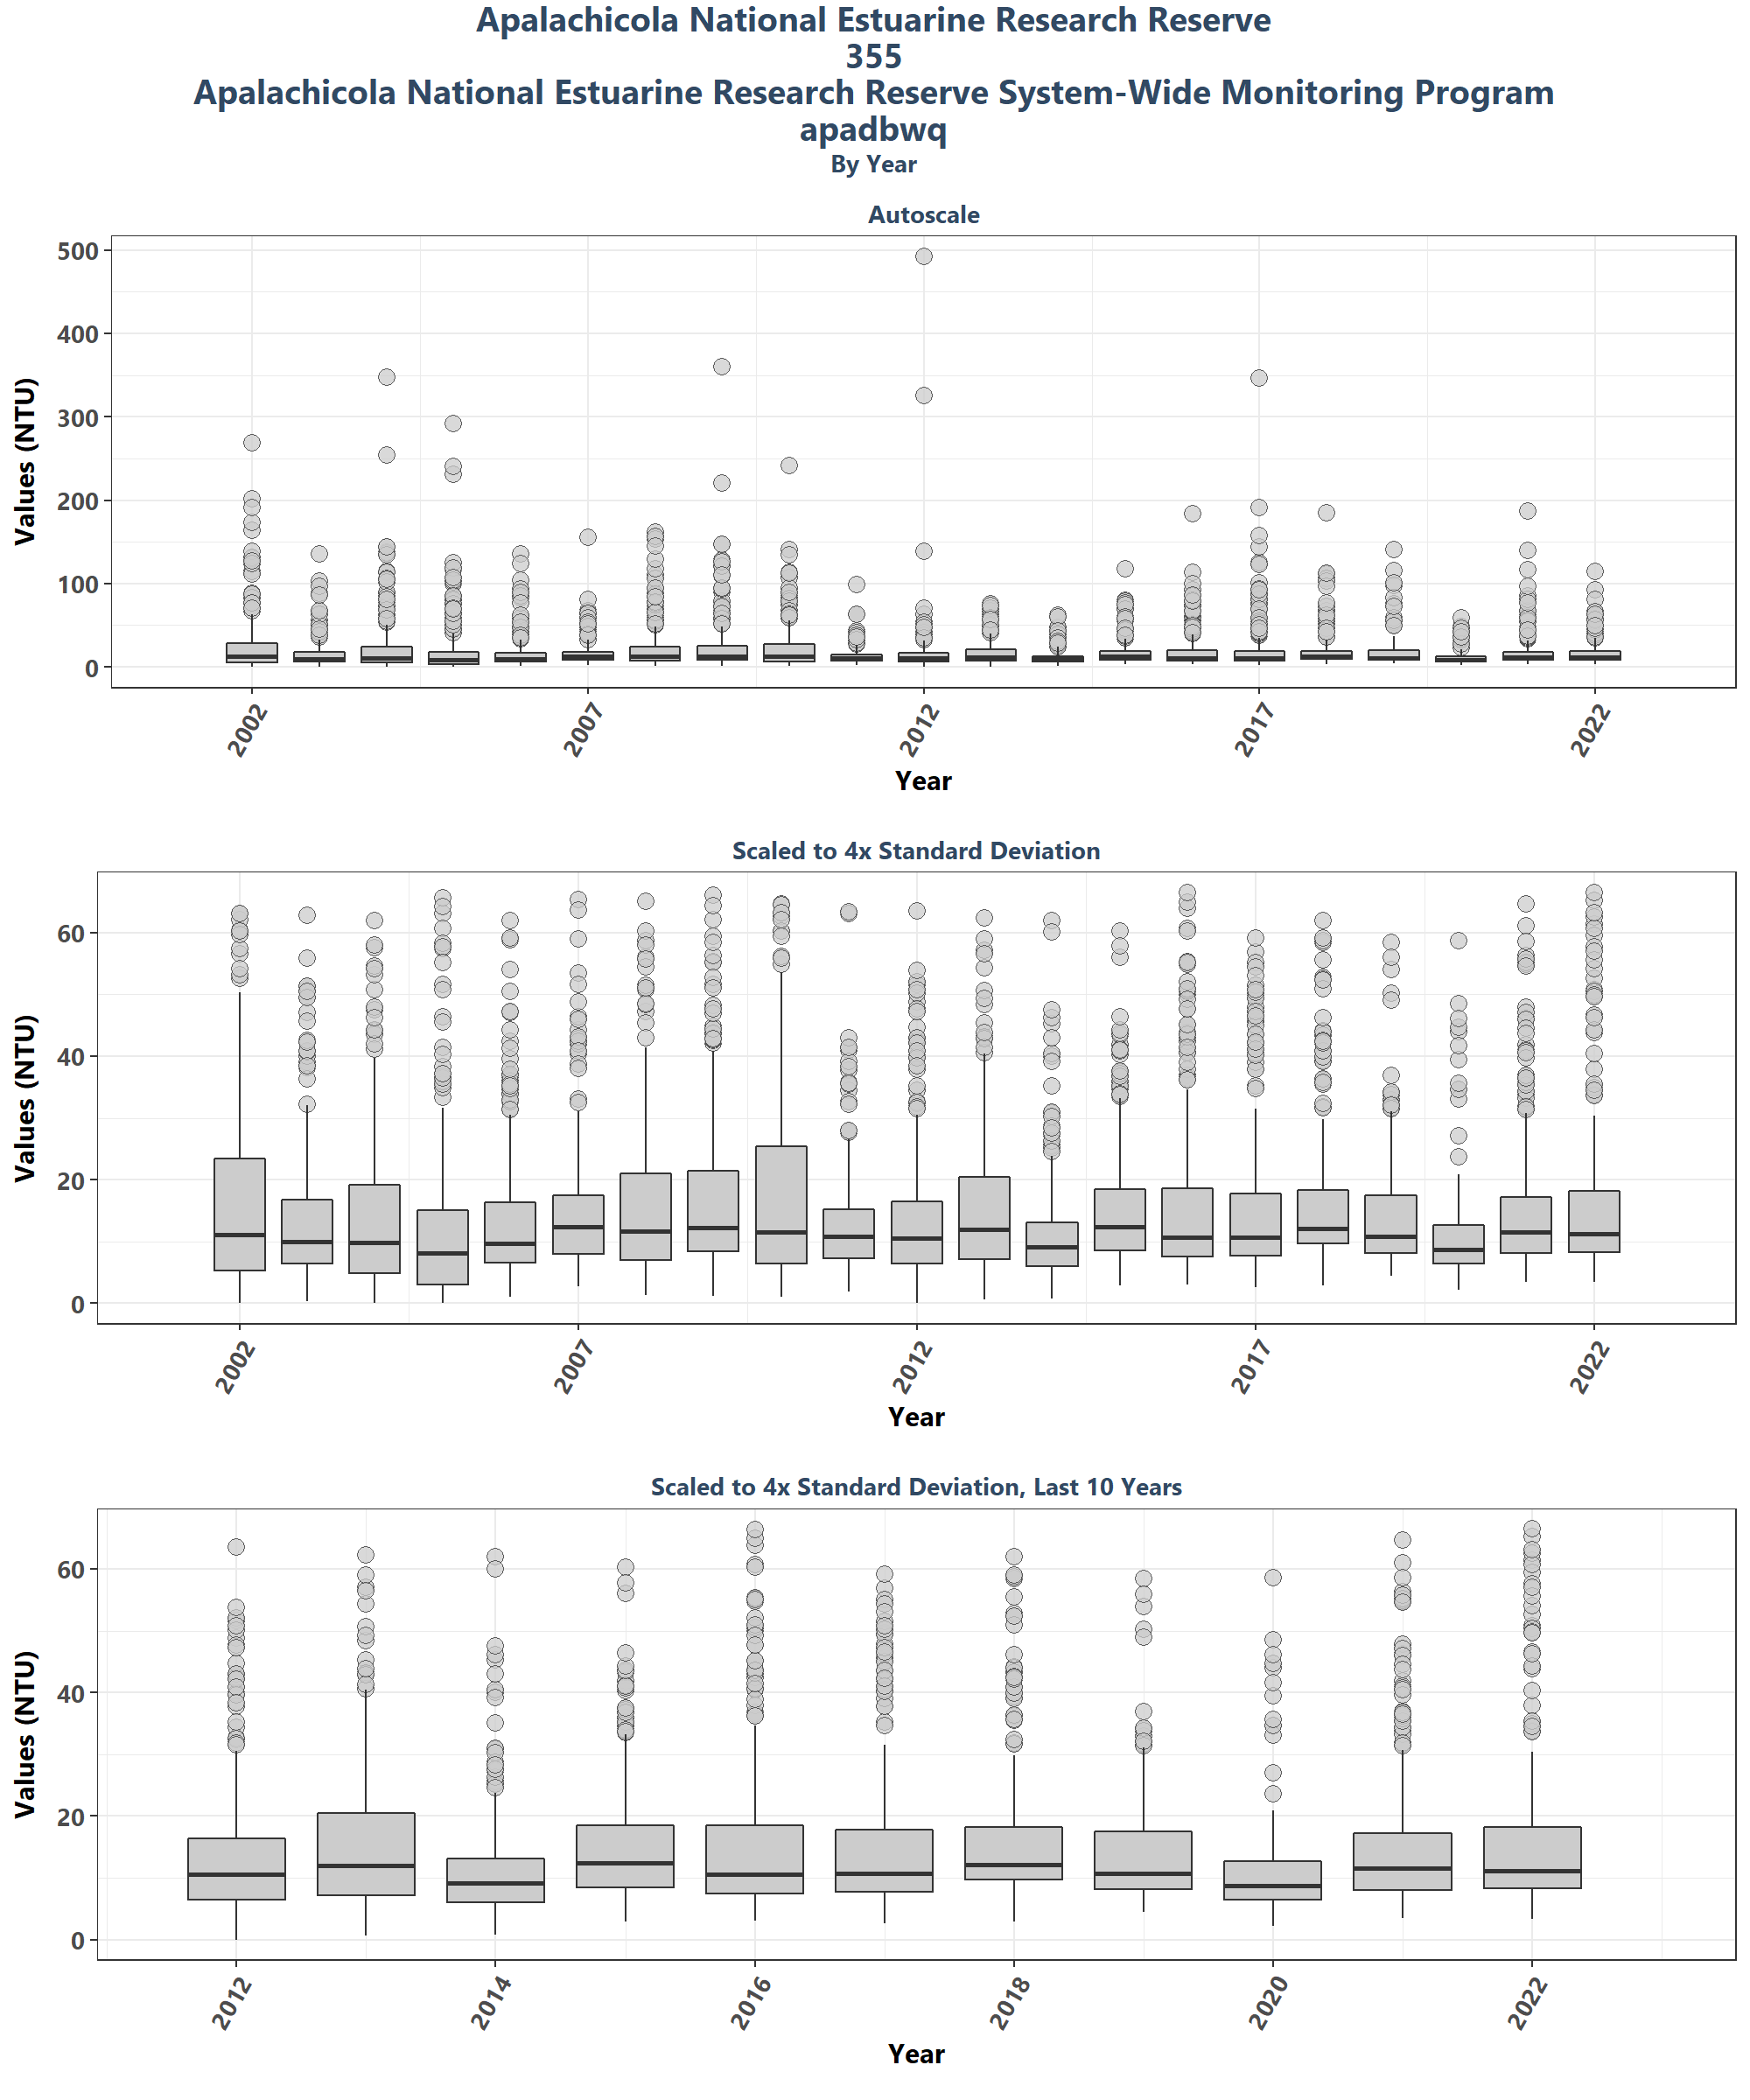 Apalachicola National Estuarine Research Reserve
355
Apalachicola National Estuarine Research Reserve System-Wide Monitoring Program
apadbwq
By Year
Autoscale
Values (NTU)
500
400
300
200
100
0
2002
2007
2012
2017
2022
Year
Scaled to 4x Standard Deviation
Values (NTU)
60
40
20
0
2002
2007
2012
2017
2022
Year
Scaled to 4x Standard Deviation, Last 10 Years
Values (NTU)
60
40
20
0
2012
2014
2016
2018
2020
2022
Year